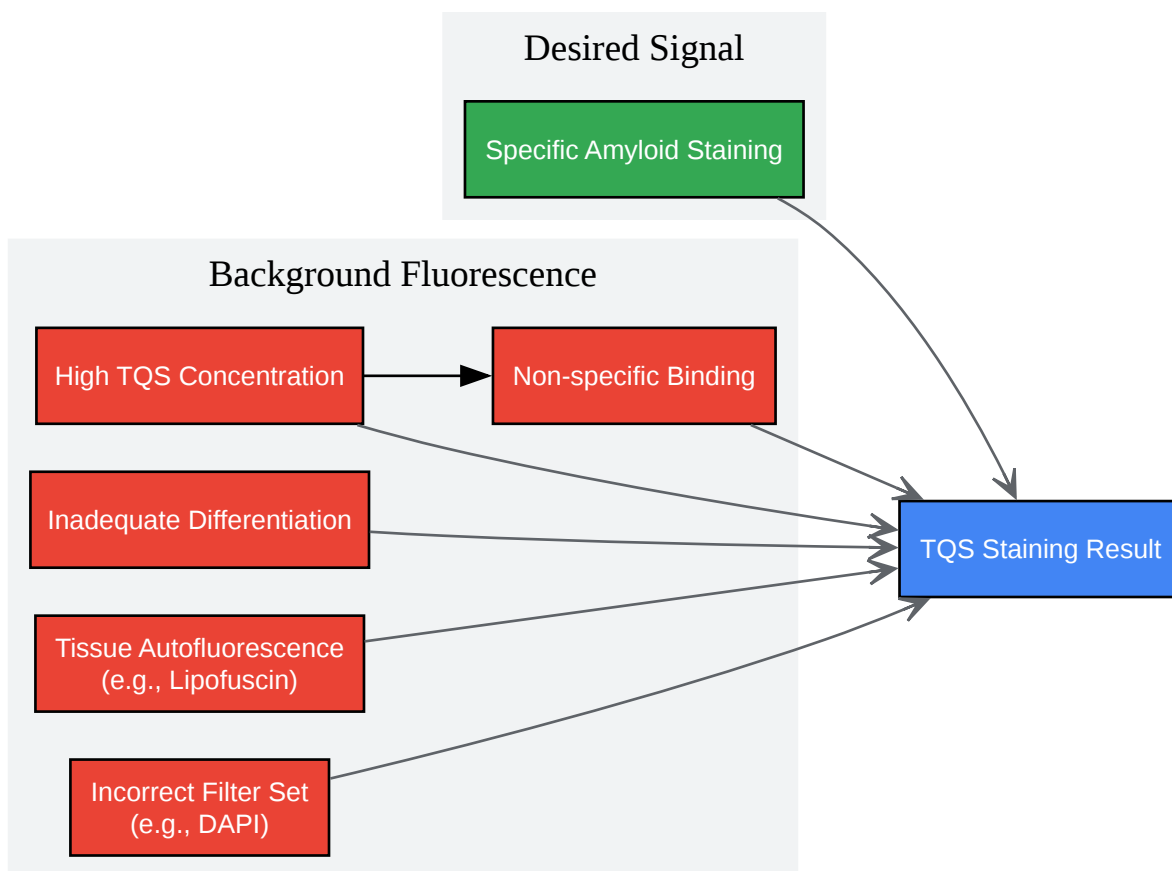 Desired Signal
Specific Amyloid Staining
Background Fluorescence
High TQS Concentration
Non-specific Binding
Inadequate Differentiation
TQS Staining Result
Tissue Autofluorescence
(e.g., Lipofuscin)
Incorrect Filter Set
(e.g., DAPI)